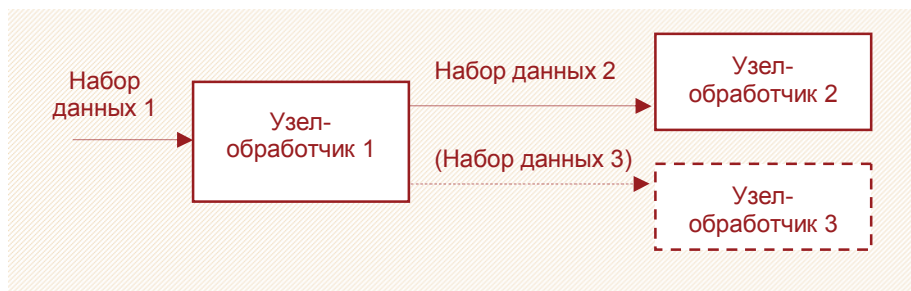 Набор
данных 1
Узел-
обработчик 1
Набор данных 2
Узел-
обработчик 2
(Набор данных 3)
Узел-
обработчик 3